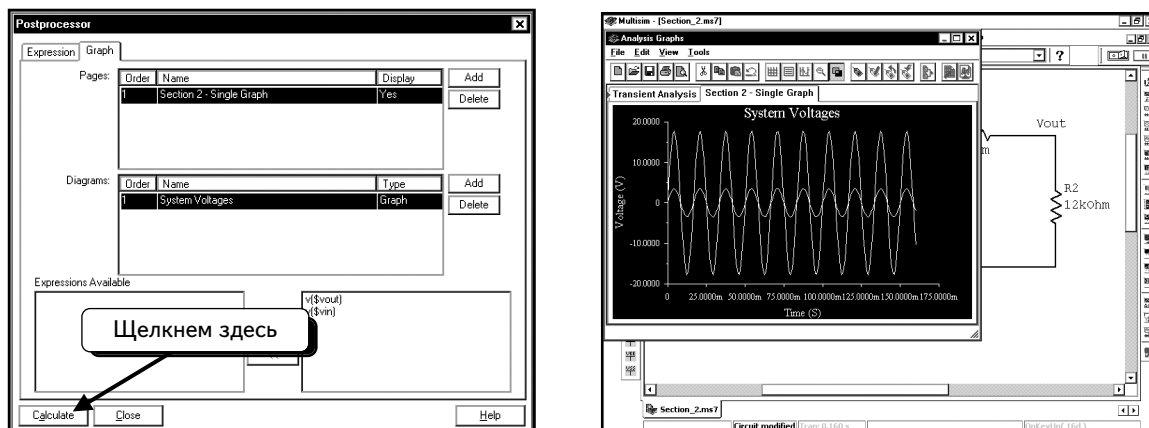 Postprocessor
Expression Graph
Pages:
Order Name Display
1 Section 2 - Single Graph Yes
Add
Delete
Diagrams:
Order Name Type
1 System Voltages Graph
Add
Delete
Expressions Available
v($vout)
v($vin)
Щелкнем здесь
Calculate Close Help
Multisim - [Section_2.ms7]
Analysis Graphs
File Edit View Tools
Transient Analysis Section 2 - Single Graph
System Voltages
Voltage (V)
20.0000
10.0000
0
-10.0000
-20.0000
0 25.0000m 50.0000m 75.0000m 100.0000m 125.0000m 150.0000m 175.0000m
Time (S)
Vout
m
R2
12kOhm
Section_2.ms7
Circuit modified Tran: 0.160 s